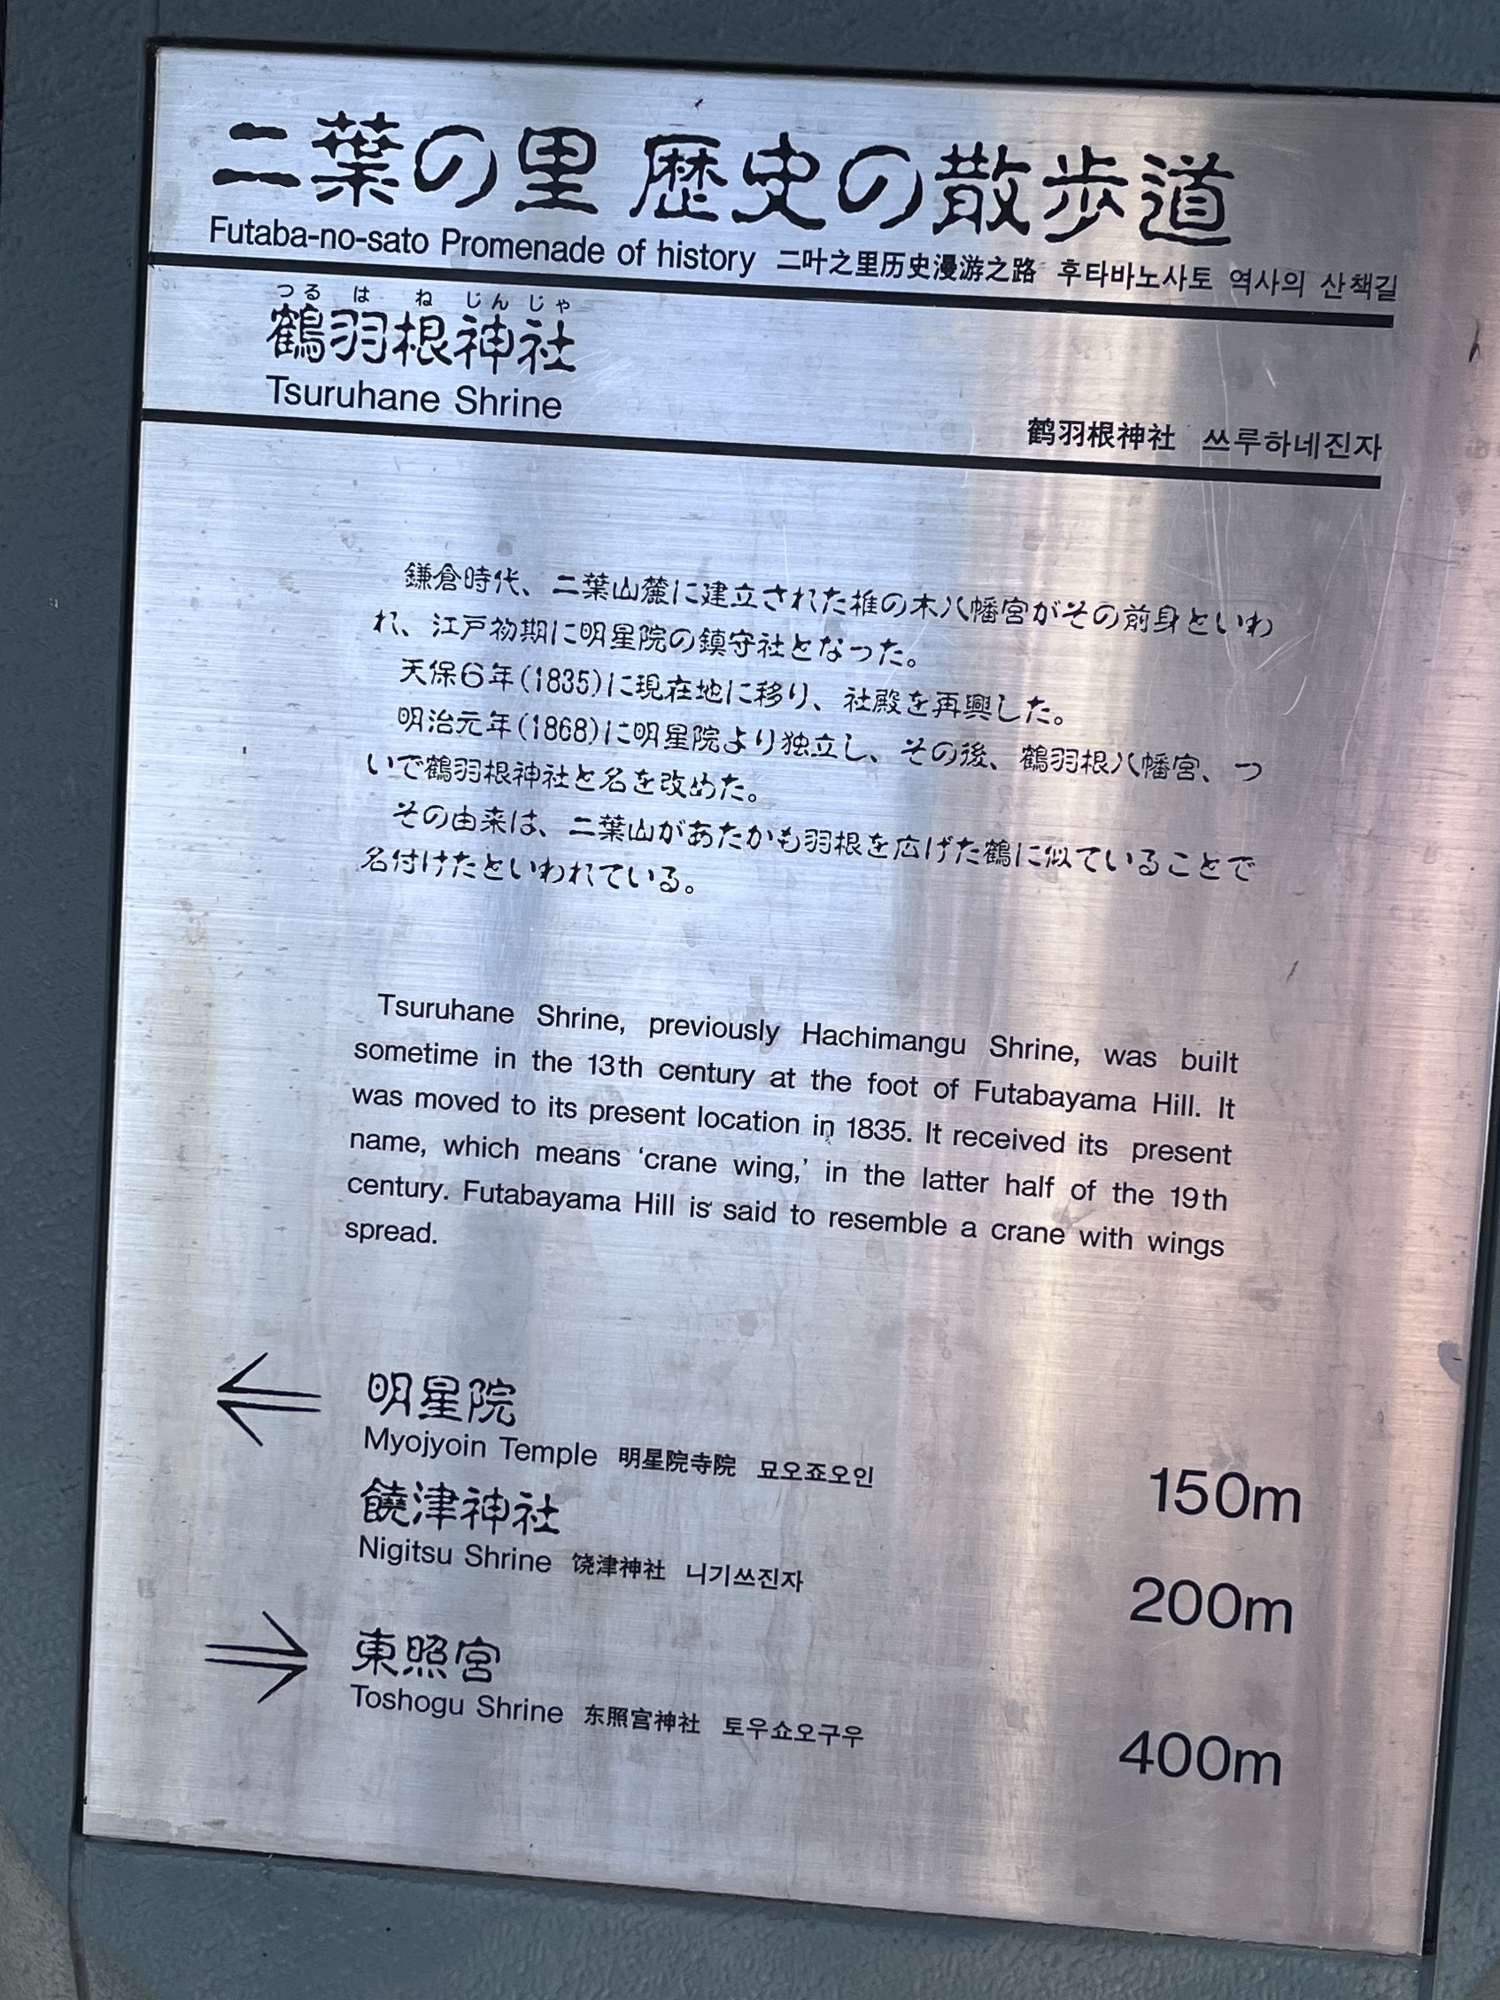 二葉の里 歴史の散歩道
Futaba-no-sato Promenade of history 二叶之里历史漫游之路 후타바노사토 역사의 산책길
つる は ね じん じゃ
鶴羽根神社
Tsuruhane Shrine
鹤羽根神社 쓰루하네진자
鎌倉時代、二葉山麓に建立された椎の木八幡宮がその前身といわ
れ、江戸初期に明星院の鎮守社となった。
天保6年(1835)に現在地に移り、社殿を再興した。
明治元年(1868)に明星院より独立し、その後、鶴羽根八幡宮、つ
いで鶴羽根神社と名を改めた。
その由来は、二葉山があたかも羽根を広げた鶴に似ていることで
名付けたといわれている。
Tsuruhane Shrine, previously Hachimangu Shrine, was built
sometime in the 13th century at the foot of Futabayama Hill. It
was moved to its present location in 1835. It received its present
name, which means ‘crane wing,’ in the latter half of the 19th
century. Futabayama Hill is said to resemble a crane with wings
spread.
明星院
Myojyoin Temple 明星院寺院 묘오죠오인 150m
饒津神社
Nigitsu Shrine 饶津神社 니기쓰진자 200m
東照宮
Toshogu Shrine 东照宫神社 토우쇼오구우 400m